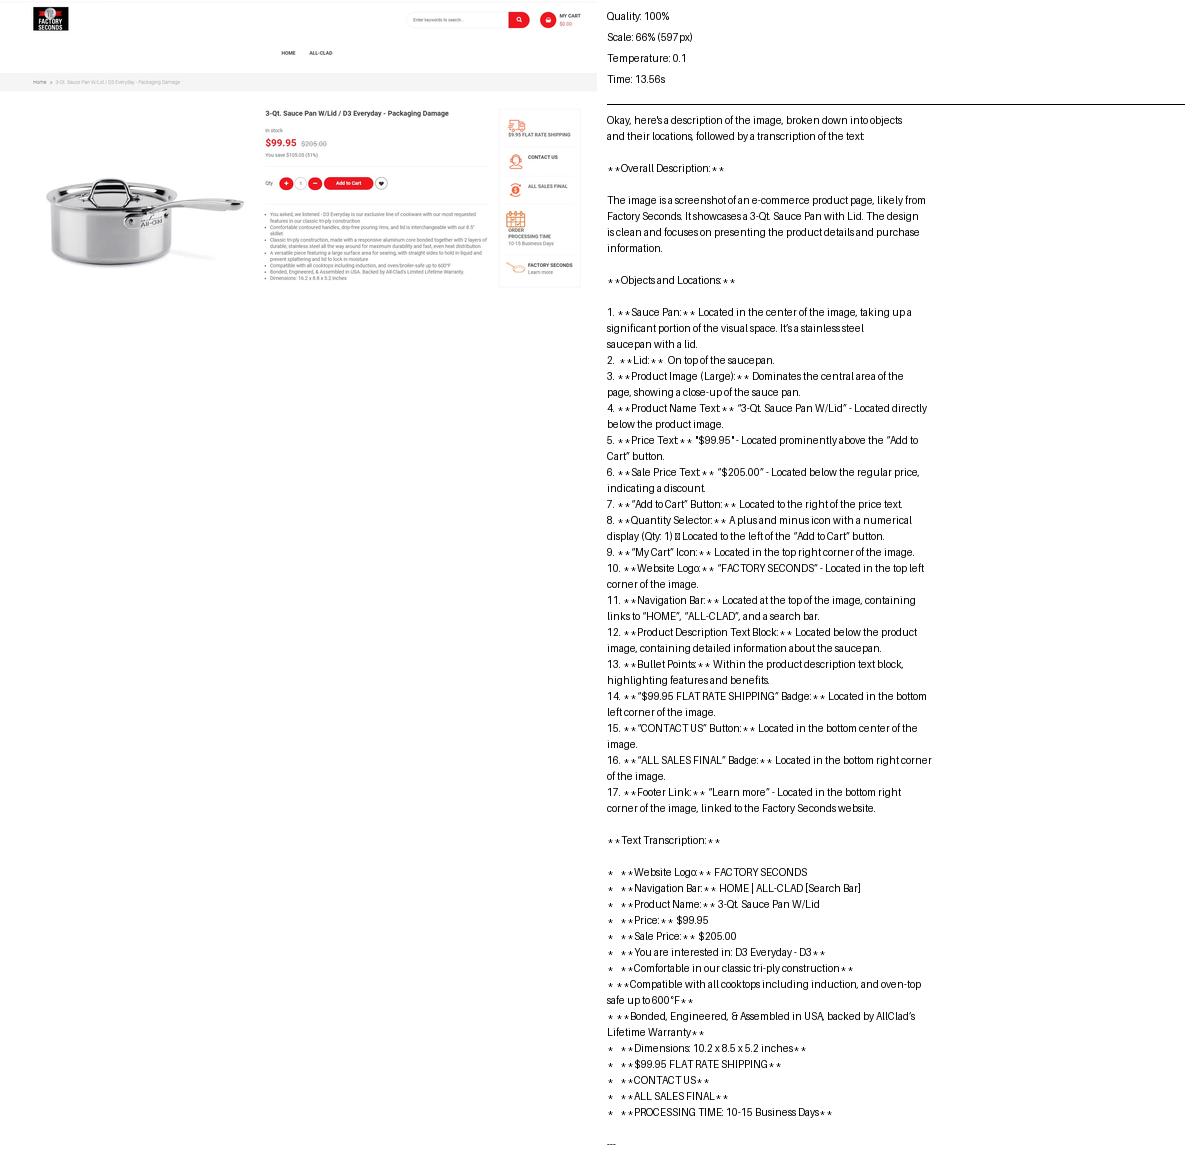 FACTORY
SECONDS
Enter keywords to search...
MY CART
$0.00
HOME ALL-CLAD
Home » 3-Qt. Sauce Pan W/Lid / D3 Everyday - Packaging Damage
3-Qt. Sauce Pan W/Lid / D3 Everyday - Packaging Damage
In stock
$99.95 $205.00
You save $105.05 (51%)
Qty + 1 − Add to Cart
• You asked, we listened - D3 Everyday is our exclusive line of cookware with our most requested
features in our classic tri-ply construction
• Comfortable contoured handles, drip-free pouring rims, and lid is interchangeable with our 8.5"
skillet
• Classic tri-ply construction, made with a responsive aluminum core bonded together with 2 layers of
durable, stainless steel all the way around for maximum durability and fast, even heat distribution
• A versatile piece featuring a large surface area for searing, with straight sides to hold in liquid and
prevent splattering and lid to lock in moisture
• Compatible with all cooktops including induction, and oven/broiler-safe up to 600°F
• Bonded, Engineered, & Assembled in USA. Backed by All-Clad's Limited Lifetime Warranty.
• Dimensions: 16.2 x 8.8 x 5.2 inches
All-Clad
$9.95 FLAT RATE SHIPPING
CONTACT US
ALL SALES FINAL
ORDER
PROCESSING TIME
10-15 Business Days
FACTORY SECONDS
Learn more
Quality: 100%
Scale: 66% (597px)
Temperature: 0.1
Time: 13.56s
Okay, here's a description of the image, broken down into objects
and their locations, followed by a transcription of the text:
**Overall Description:**
The image is a screenshot of an e-commerce product page, likely from
Factory Seconds. It showcases a 3-Qt. Sauce Pan with Lid. The design
is clean and focuses on presenting the product details and purchase
information.
**Objects and Locations:**
1. **Sauce Pan:** Located in the center of the image, taking up a
significant portion of the visual space. It's a stainless steel
saucepan with a lid.
2. **Lid:** On top of the saucepan.
3. **Product Image (Large):** Dominates the central area of the
page, showing a close-up of the sauce pan.
4. **Product Name Text:** "3-Qt. Sauce Pan W/Lid" - Located directly
below the product image.
5. **Price Text:** "$99.95" - Located prominently above the "Add to
Cart" button.
6. **Sale Price Text:** "$205.00" - Located below the regular price,
indicating a discount.
7. **"Add to Cart" Button:** Located to the right of the price text.
8. **Quantity Selector:** A plus and minus icon with a numerical
display (Qty: 1) Located to the left of the "Add to Cart" button.
9. **"My Cart" Icon:** Located in the top right corner of the image.
10. **Website Logo:** "FACTORY SECONDS" - Located in the top left
corner of the image.
11. **Navigation Bar:** Located at the top of the image, containing
links to "HOME", "ALL-CLAD", and a search bar.
12. **Product Description Text Block:** Located below the product
image, containing detailed information about the saucepan.
13. **Bullet Points:** Within the product description text block,
highlighting features and benefits.
14. **"$99.95 FLAT RATE SHIPPING" Badge:** Located in the bottom
left corner of the image.
15. **"CONTACT US" Button:** Located in the bottom center of the
image.
16. **"ALL SALES FINAL" Badge:** Located in the bottom right corner
of the image.
17. **Footer Link:** "Learn more" - Located in the bottom right
corner of the image, linked to the Factory Seconds website.
**Text Transcription:**
* **Website Logo:** FACTORY SECONDS
* **Navigation Bar:** HOME | ALL-CLAD [Search Bar]
* **Product Name:** 3-Qt. Sauce Pan W/Lid
* **Price:** $99.95
* **Sale Price:** $205.00
* **You are interested in: D3 Everyday - D3**
* **Comfortable in our classic tri-ply construction**
* **Compatible with all cooktops including induction, and oven-top
safe up to 600°F**
* **Bonded, Engineered, & Assembled in USA, backed by AllClad's
Lifetime Warranty**
* **Dimensions: 10.2 x 8.5 x 5.2 inches**
* **$99.95 FLAT RATE SHIPPING**
* **CONTACT US**
* **ALL SALES FINAL**
* **PROCESSING TIME: 10-15 Business Days**
---